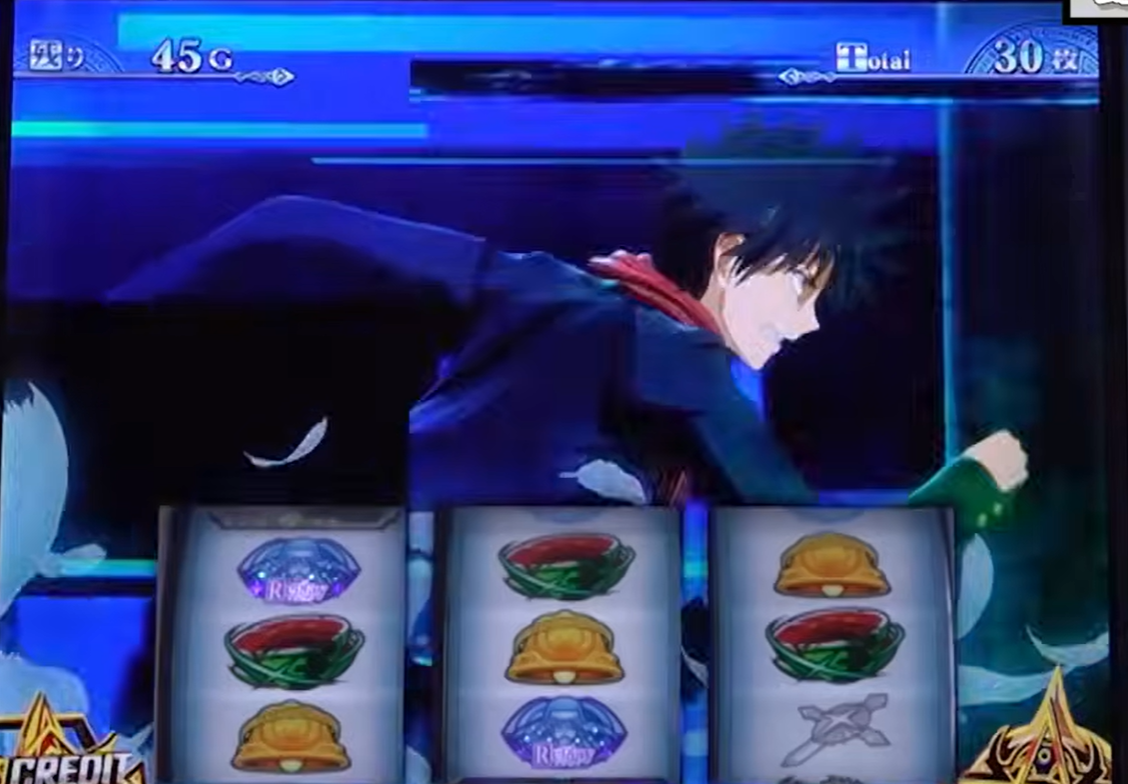 残り 45G
Total 30枚
Replay
Replay
CREDIT